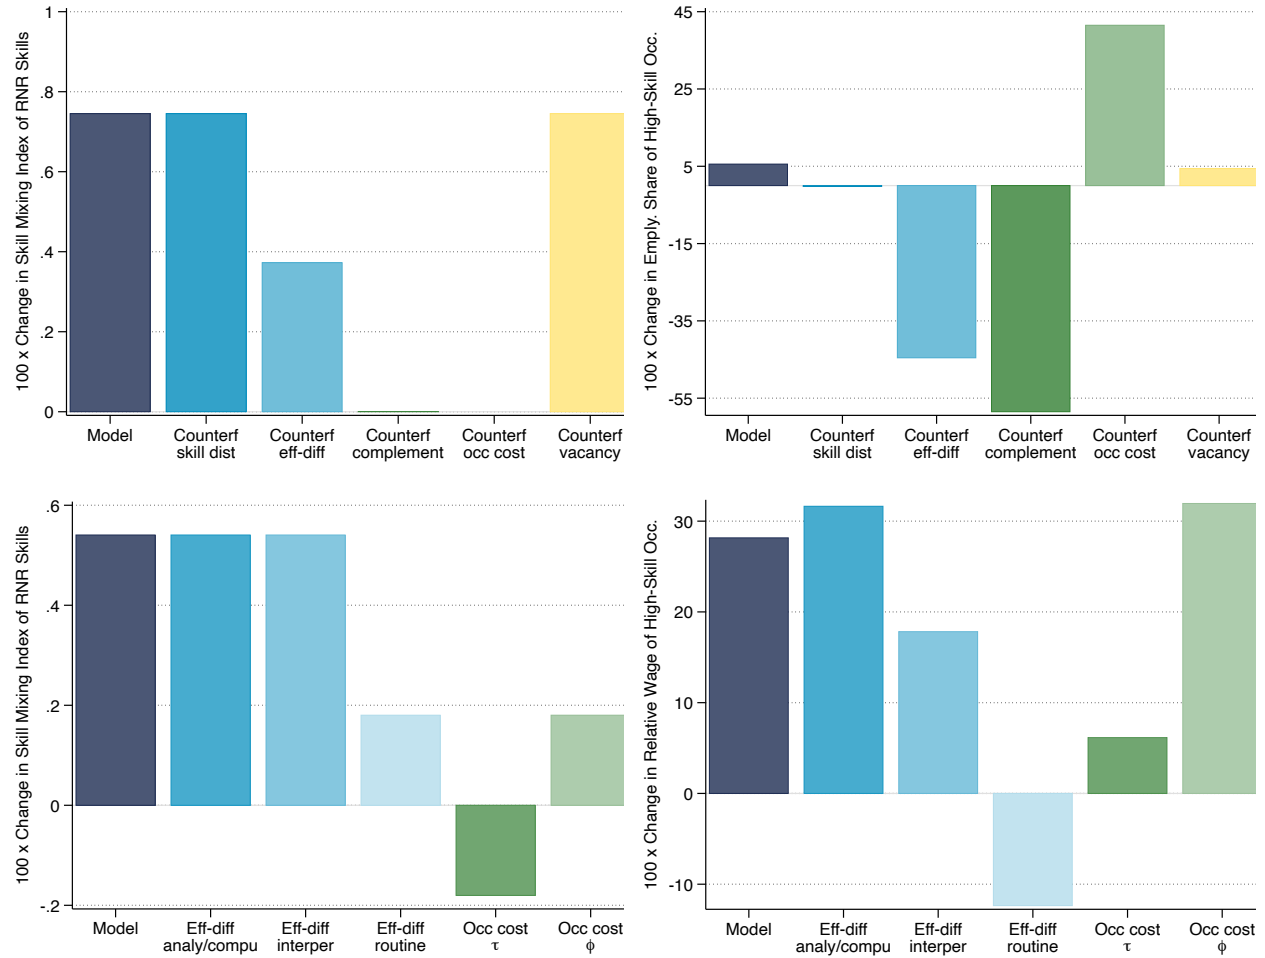 100 x Change in Skill Mixing Index of RNR Skills
1
.8
.6
.4
.2
0
Model
Counterf
skill dist
Counterf
eff-diff
Counterf
complement
Counterf
occ cost
Counterf
vacancy
100 x Change in Emply. Share of High-Skill Occ.
45
25
5
-15
-35
-55
Model
Counterf
skill dist
Counterf
eff-diff
Counterf
complement
Counterf
occ cost
Counterf
vacancy
100 x Change in Skill Mixing Index of RNR Skills
.6
.4
.2
0
-.2
Model
Eff-diff
analy/compu
Eff-diff
interper
Eff-diff
routine
Occ cost
τ
Occ cost
ϕ
100 x Change in Relative Wage of High-Skill Occ.
30
20
10
0
-10
Model
Eff-diff
analy/compu
Eff-diff
interper
Eff-diff
routine
Occ cost
τ
Occ cost
ϕ